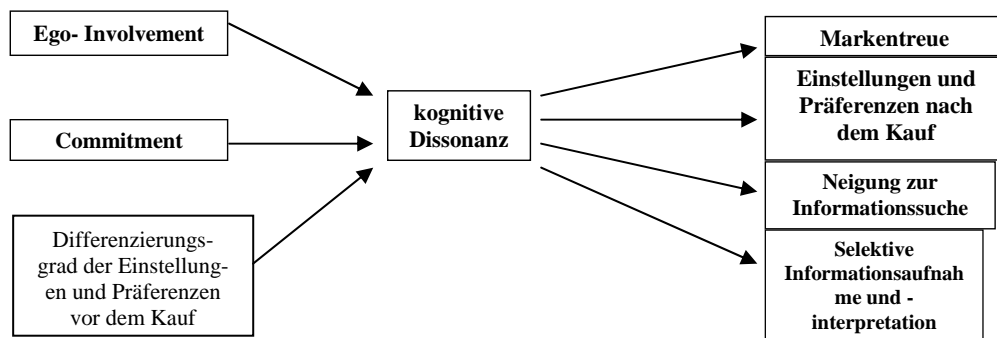 Ego- Involvement
Commitment
Differenzierungs-
grad der Einstellung-
en und Präferenzen
vor dem Kauf
kognitive
Dissonanz
Markentreue
Einstellungen und
Präferenzen nach
dem Kauf
Neigung zur
Informationssuche
Selektive
Informationsaufnah
me und -
interpretation